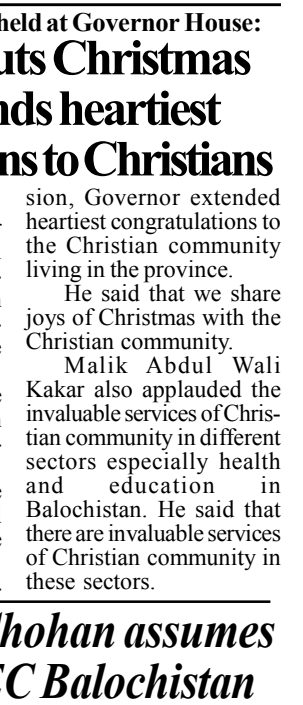 held at Governor House:
uts Christmas
nds heartiest
ns to Christians
sion, Governor extended
heartiest congratulations to
the Christian community
living in the province.
He said that we share
joys of Christmas with the
Christian community.
Malik Abdul Wali
Kakar also applauded the
invaluable services of Chris-
tian community in different
sectors especially health
and education in
Balochistan. He said that
there are invaluable services
of Christian community in
these sectors.
hohan assumes
EC Balochistan